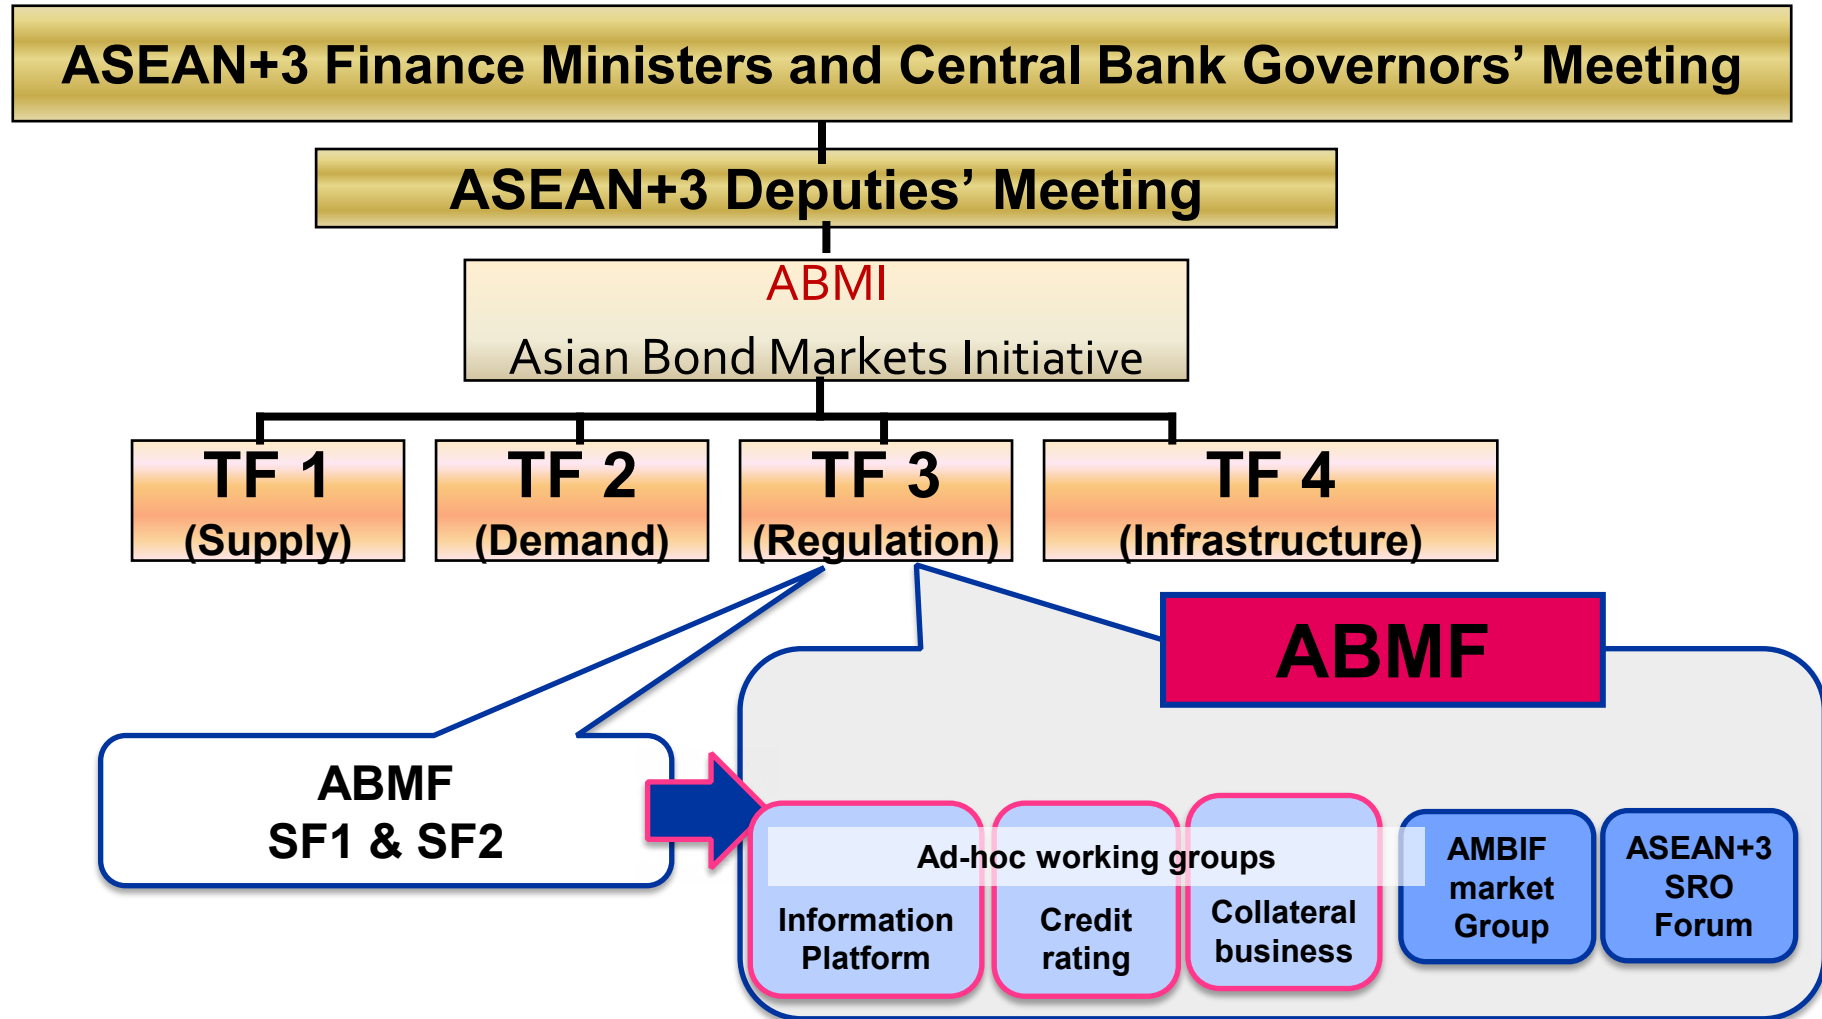 ASEAN+3 Finance Ministers and Central Bank Governors’ Meeting
ASEAN+3 Deputies’ Meeting
ABMI
Asian Bond Markets Initiative
TF 1
(Supply)
TF 2
(Demand)
TF 3
(Regulation)
TF 4
(Infrastructure)
ABMF
ABMF
SF1 & SF2
Ad-hoc working groups
Information
Platform
Credit
rating
Collateral
business
AMBIF
market
Group
ASEAN+3
SRO
Forum